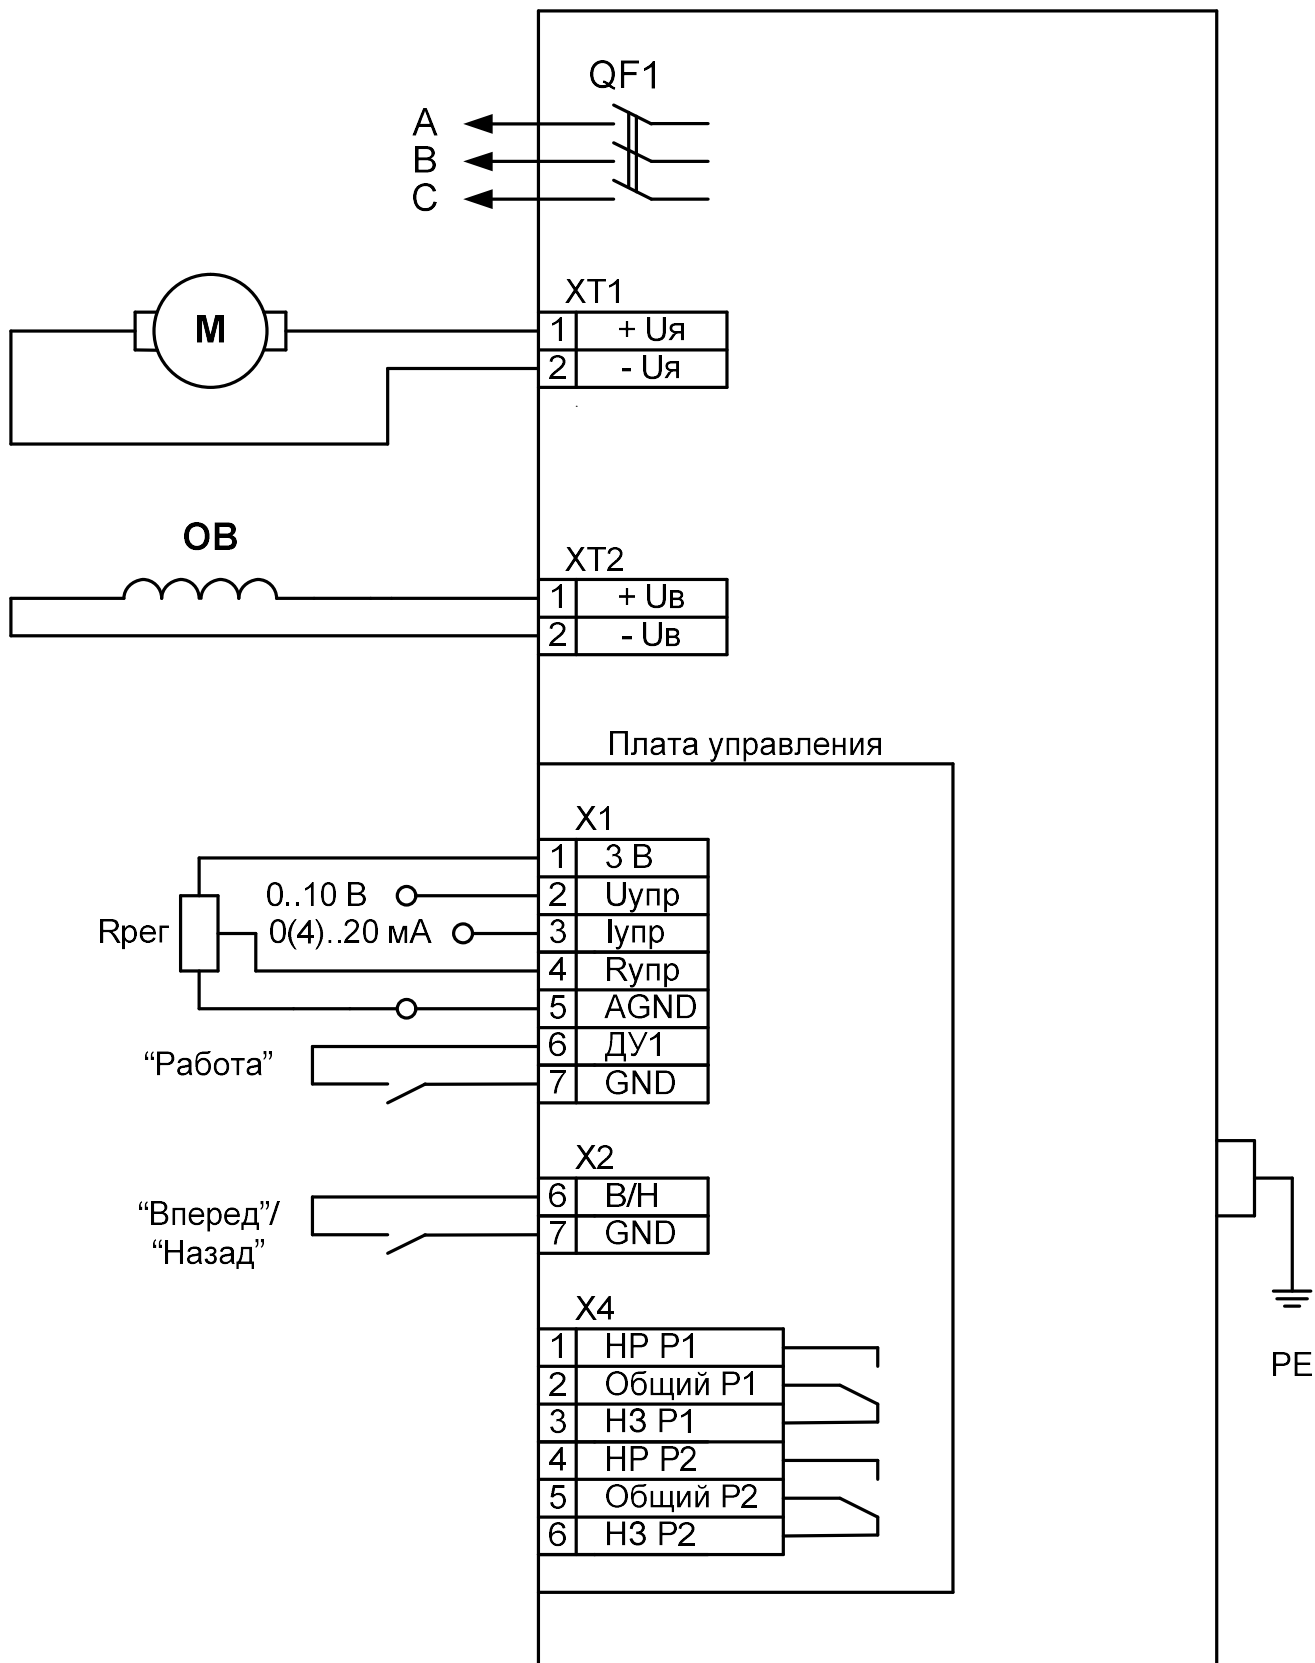 QF1
A
B
C
XT1
1 + Uя
2 - Uя
M
ОВ
XT2
1 + Uв
2 - Uв
Плата управления
X1
1 3 В
2 Uупр
3 Iупр
4 Rупр
5 AGND
6 ДУ1
7 GND
0..10 В
0(4)..20 мА
Rрег
“Работа”
X2
6 В/Н
7 GND
“Вперед”/
“Назад”
X4
1 НР Р1
2 Общий Р1
3 НЗ Р1
4 НР Р2
5 Общий Р2
6 НЗ Р2
PE